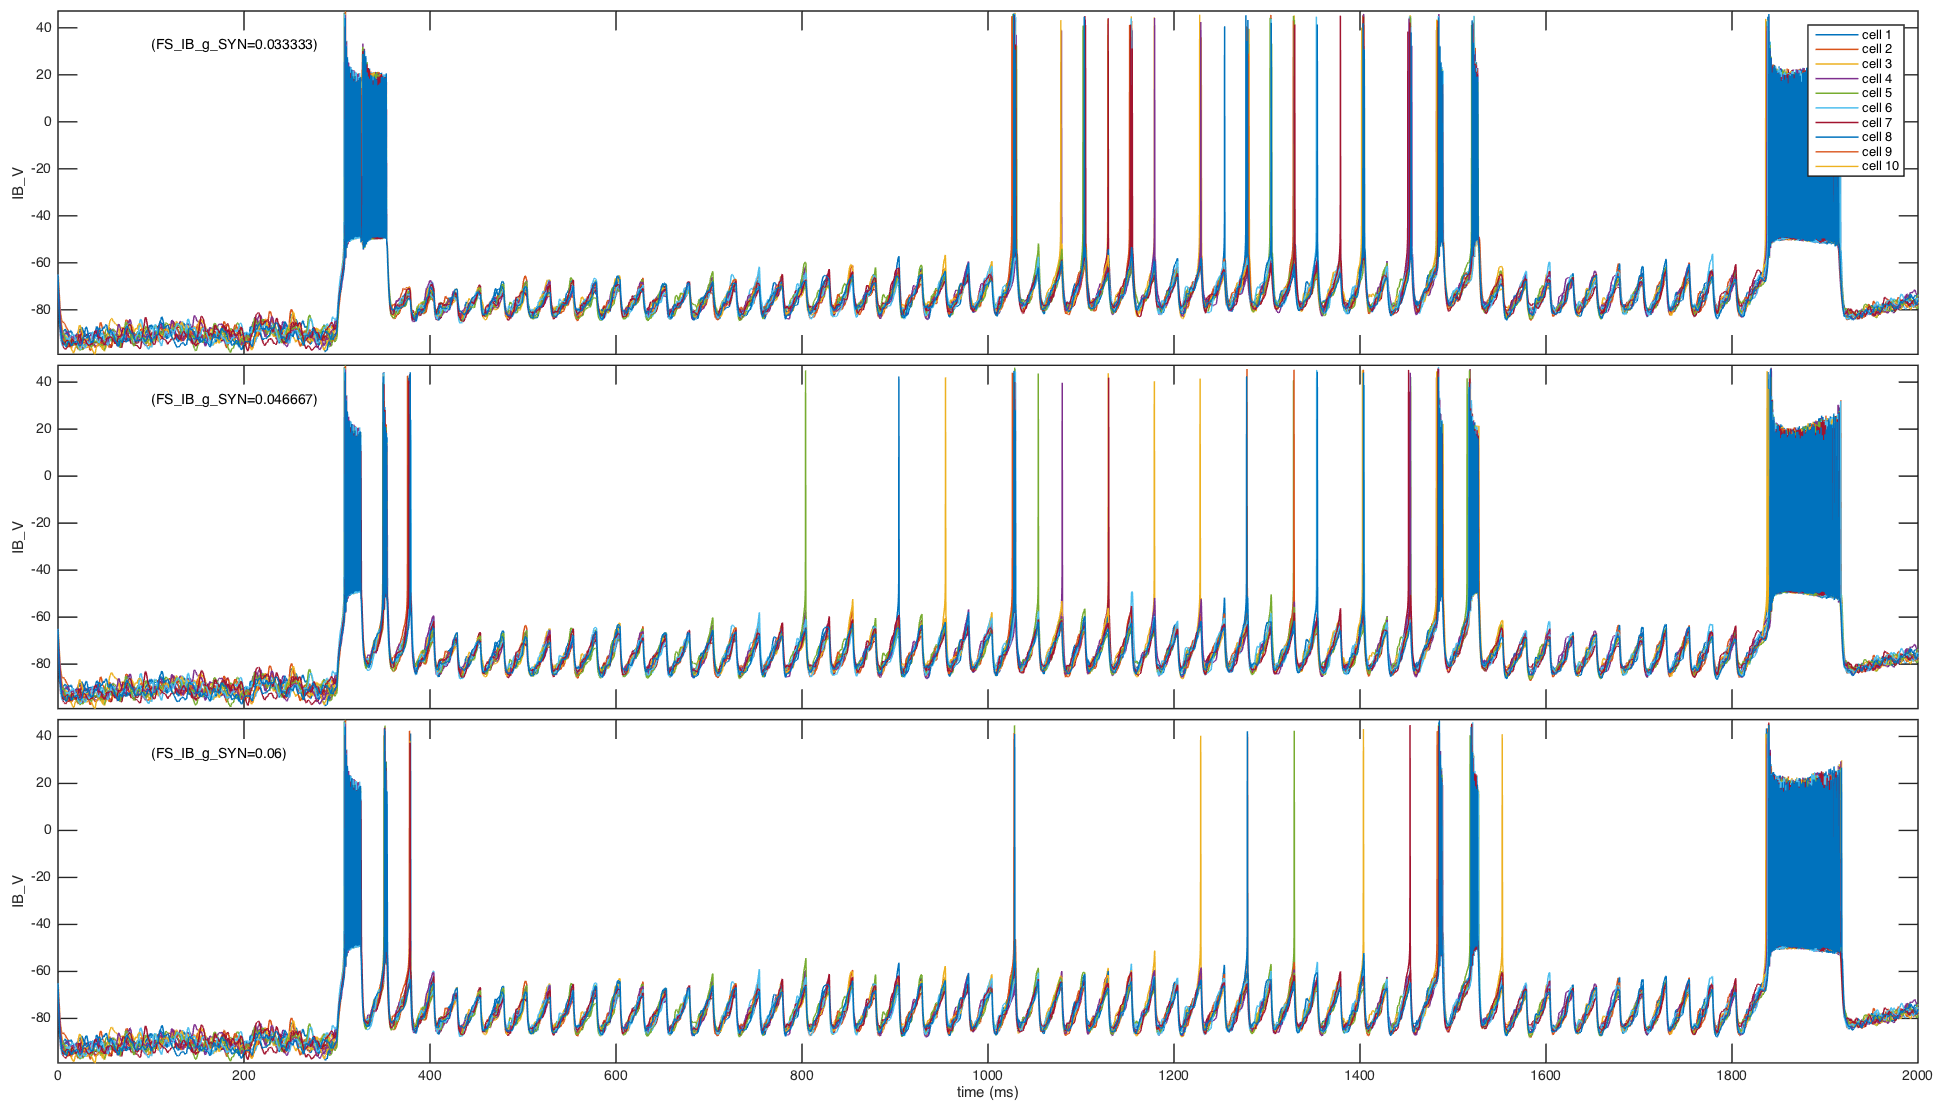 40
20
0
-20
-40
-60
-80
IB_V
(FS_IB_g_SYN=0.033333)
cell 1
cell 2
cell 3
cell 4
cell 5
cell 6
cell 7
cell 8
cell 9
cell 10
40
20
0
-20
-40
-60
-80
IB_V
(FS_IB_g_SYN=0.046667)
40
20
0
-20
-40
-60
-80
IB_V
(FS_IB_g_SYN=0.06)
0 200 400 600 800 1000 1200 1400 1600 1800 2000
time (ms)